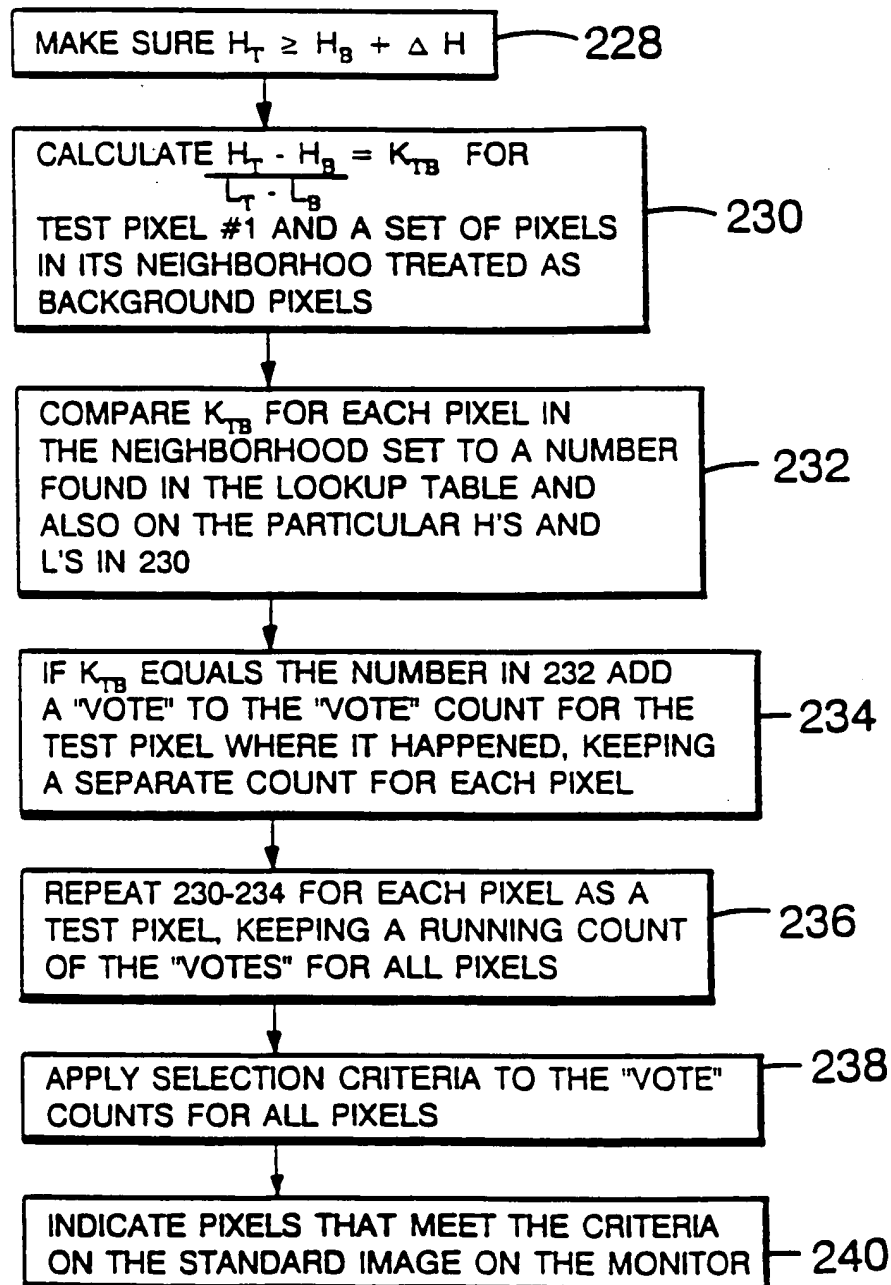 MAKE SURE H_T ≥ H_B + Δ H
228
CALCULATE H_T - H_B = K_TB FOR
L_T - L_B
TEST PIXEL #1 AND A SET OF PIXELS
IN ITS NEIGHBORHOO TREATED AS
BACKGROUND PIXELS
230
COMPARE K_TB FOR EACH PIXEL IN
THE NEIGHBORHOOD SET TO A NUMBER
FOUND IN THE LOOKUP TABLE AND
ALSO ON THE PARTICULAR H'S AND
L'S IN 230
232
IF K_TB EQUALS THE NUMBER IN 232 ADD
A "VOTE" TO THE "VOTE" COUNT FOR THE
TEST PIXEL WHERE IT HAPPENED, KEEPING
A SEPARATE COUNT FOR EACH PIXEL
234
REPEAT 230-234 FOR EACH PIXEL AS A
TEST PIXEL, KEEPING A RUNNING COUNT
OF THE "VOTES" FOR ALL PIXELS
236
APPLY SELECTION CRITERIA TO THE "VOTE"
COUNTS FOR ALL PIXELS
238
INDICATE PIXELS THAT MEET THE CRITERIA
ON THE STANDARD IMAGE ON THE MONITOR
240